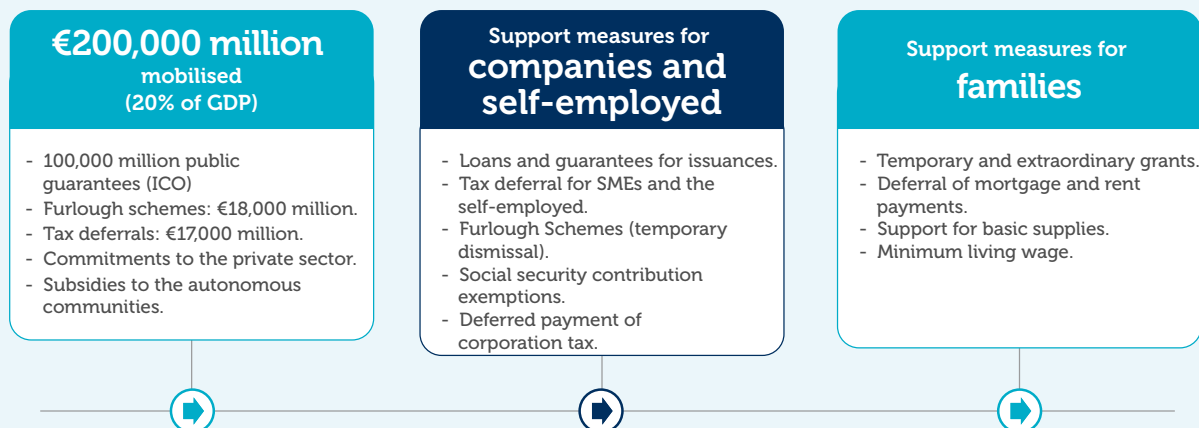 €200,000 million
mobilised
(20% of GDP)
- 100,000 million public
guarantees (ICO)
- Furlough schemes: €18,000 million.
- Tax deferrals: €17,000 million.
- Commitments to the private sector.
- Subsidies to the autonomous
communities.
Support measures for
companies and
self-employed
- Loans and guarantees for issuances.
- Tax deferral for SMEs and the
self-employed.
- Furlough Schemes (temporary
dismissal).
- Social security contribution
exemptions.
- Deferred payment of
corporation tax.
Support measures for
families
- Temporary and extraordinary grants.
- Deferral of mortgage and rent
payments.
- Support for basic supplies.
- Minimum living wage.